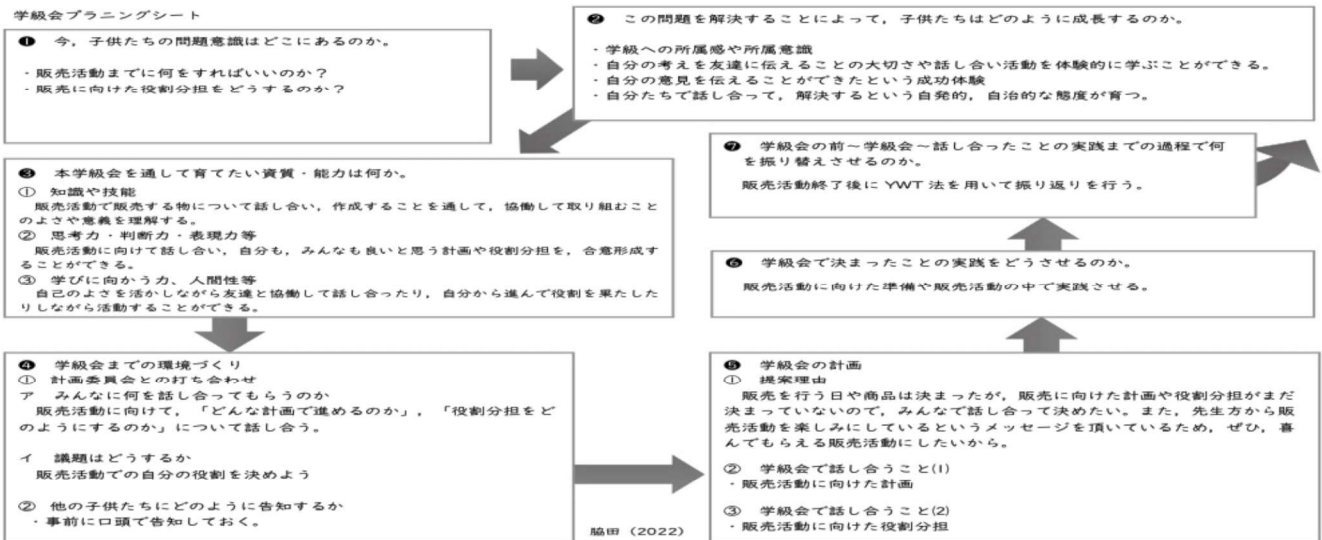 学級会プラニングシート
❶ 今，子供たちの問題意識はどこにあるのか。
・販売活動までに何をすればいいのか？
・販売に向けた役割分担をどうするのか？
❷ この問題を解決することによって，子供たちはどのように成長するのか。
・学級への所属感や所属意識
・自分の考えを友達に伝えることの大切さや話し合い活動を体験的に学ぶことができる。
・自分の意見を伝えることができたという成功体験
・自分たちで話し合って，解決するという自発的，自治的な態度が育つ。
❸ 本学級会を通して育てたい資質・能力は何か。
① 知識や技能
販売活動で販売する物について話し合い，作成することを通して，協働して取り組むこと
のよさや意義を理解する。
② 思考力・判断力・表現力等
販売活動に向けて話し合い，自分も，みんなも良いと思う計画や役割分担を，合意形成す
ることができる。
③ 学びに向かう力、人間性等
自己のよさを活かしながら友達と協働して話し合ったり，自分から進んで役割を果たした
りしながら活動することができる。
❹ 学級会までの環境づくり
① 計画委員会との打ち合わせ
ア みんなに何を話し合ってもらうのか
販売活動に向けて，「どんな計画で進めるのか」，「役割分担をど
のようにするのか」について話し合う。
イ 議題はどうするか
販売活動での自分の役割を決めよう
② 他の子供たちにどのように告知するか
・事前に口頭で告知しておく。
脇田（2022）
❺ 学級会の計画
① 提案理由
販売を行う日や商品は決まったが，販売に向けた計画や役割分担がまだ
決まっていないので，みんなで話し合って決めたい。また，先生方から販
売活動を楽しみにしているというメッセージを頂いているため，ぜひ，喜
んでもらえる販売活動にしたいから。
② 学級会で話し合うこと⑴
・販売活動に向けた計画
③ 学級会で話し合うこと⑵
・販売活動に向けた役割分担
❻ 学級会で決まったことの実践をどうさせるのか。
販売活動に向けた準備や販売活動の中で実践させる。
❼ 学級会の前～学級会～話し合ったことの実践までの過程で何
を振り替えさせるのか。
販売活動終了後に YWT 法を用いて振り返りを行う。